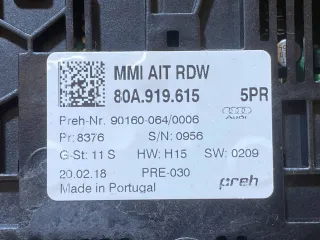 MMI AIT RDW
80A.919.615 5PR
Preh-Nr. 90160-064/0006 Audi
Pr: 8376 S/N: 0956
G-St: 11 S HW: H15 SW: 0209
20.02.18 PRE-030 preh
Made in Portugal